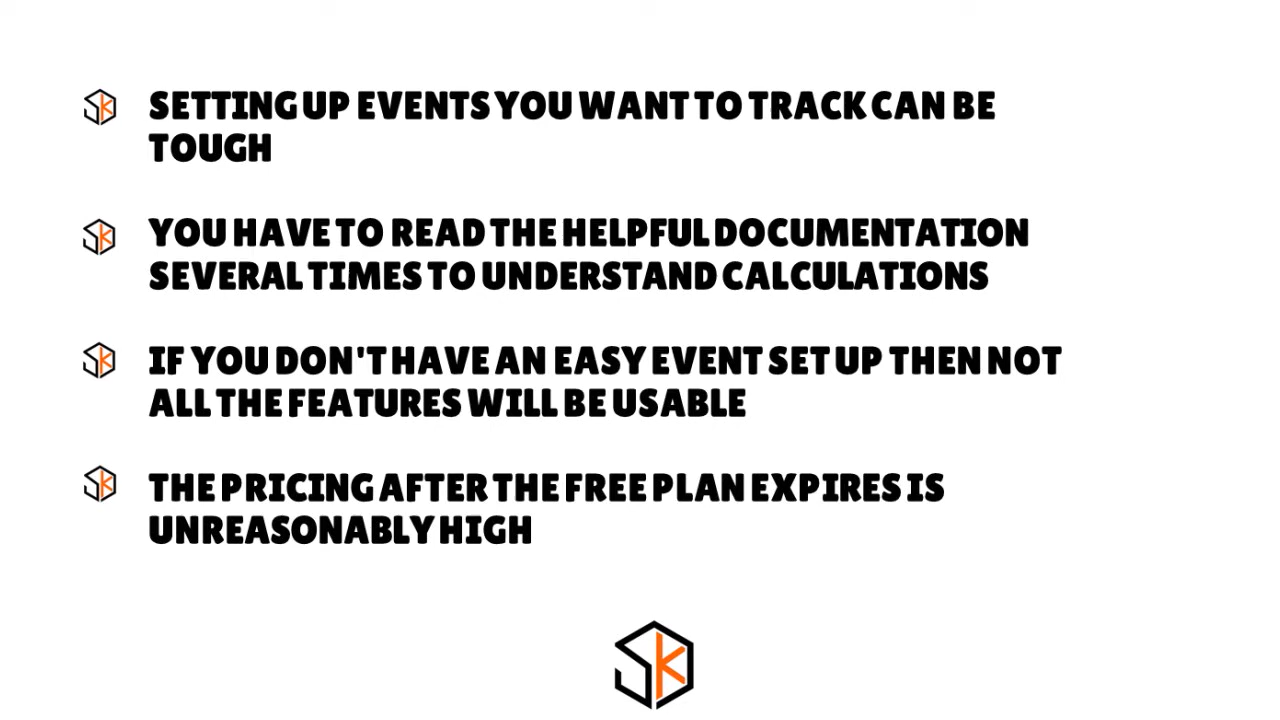 SETTING UP EVENTS YOU WANT TO TRACK CAN BE
TOUGH
YOU HAVE TO READ THE HELPFUL DOCUMENTATION
SEVERAL TIMES TO UNDERSTAND CALCULATIONS
IF YOU DON'T HAVE AN EASY EVENT SET UP THEN NOT
ALL THE FEATURES WILL BE USABLE
THE PRICING AFTER THE FREE PLAN EXPIRES IS
UNREASONABLY HIGH
SK